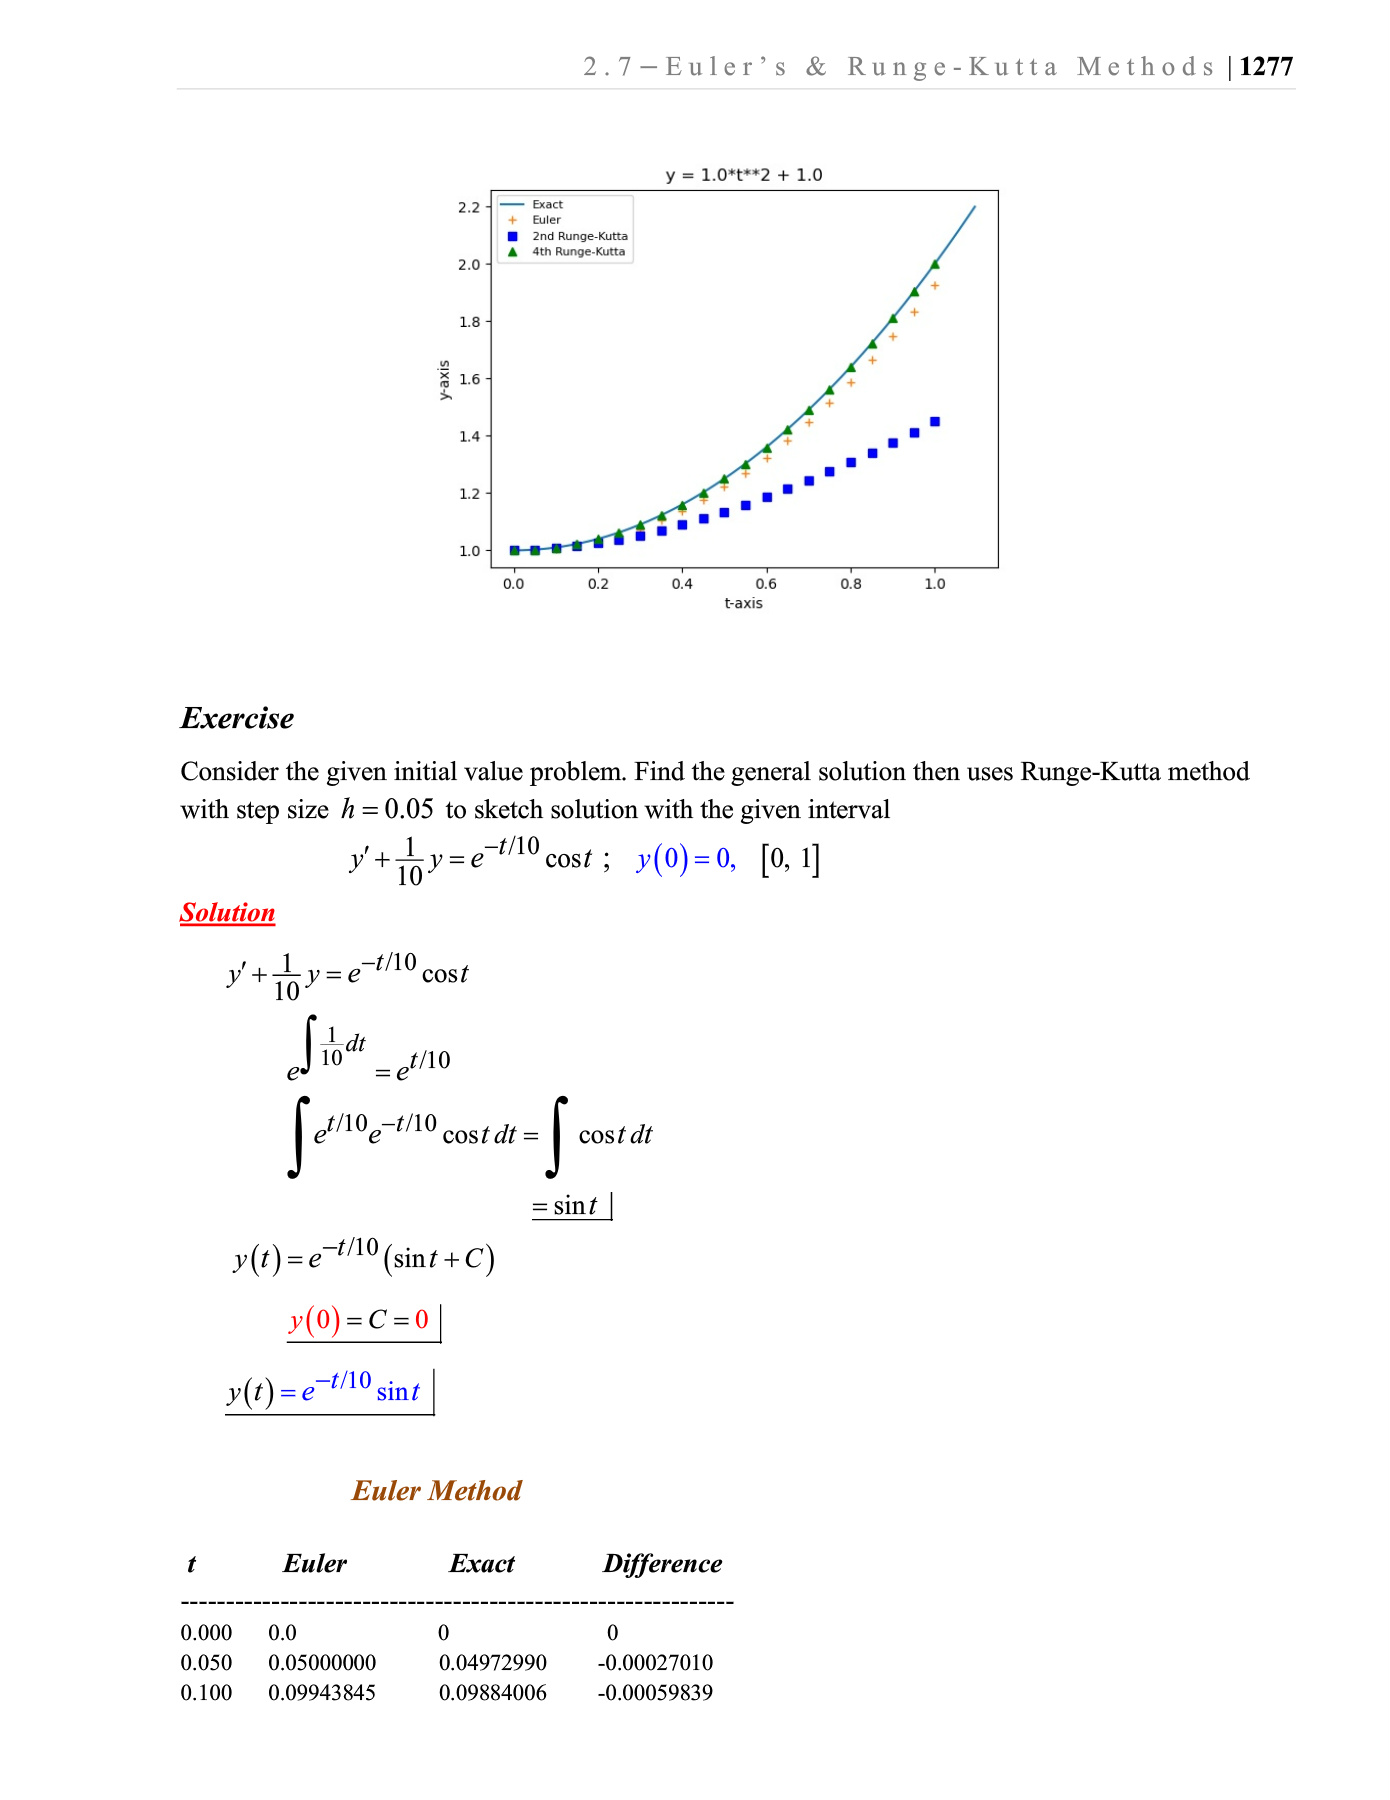 2.7 – Euler's & Runge-Kutta Methods | 1277
y = 1.0*t**2 + 1.0
Exact
Euler
2nd Runge-Kutta
4th Runge-Kutta
2.2
2.0
1.8
1.6
1.4
1.2
1.0
y-axis
0.0 0.2 0.4 0.6 0.8 1.0
t-axis
Exercise
Consider the given initial value problem. Find the general solution then uses Runge-Kutta method
with step size h = 0.05 to sketch solution with the given interval
y′ + 1/10 y = e^(−t/10) cos t ; y(0) = 0, [0, 1]
Solution
y′ + 1/10 y = e^(−t/10) cos t
e^(∫ 1/10 dt) = e^(t/10)
∫ e^(t/10) e^(−t/10) cos t dt = ∫ cos t dt
= sin t |
y(t) = e^(−t/10) (sin t + C)
y(0) = C = 0 |
y(t) = e^(−t/10) sin t |
Euler Method
t Euler Exact Difference
-------------------------------------------------------------
0.000 0.0 0 0
0.050 0.05000000 0.04972990 -0.00027010
0.100 0.09943845 0.09884006 -0.00059839